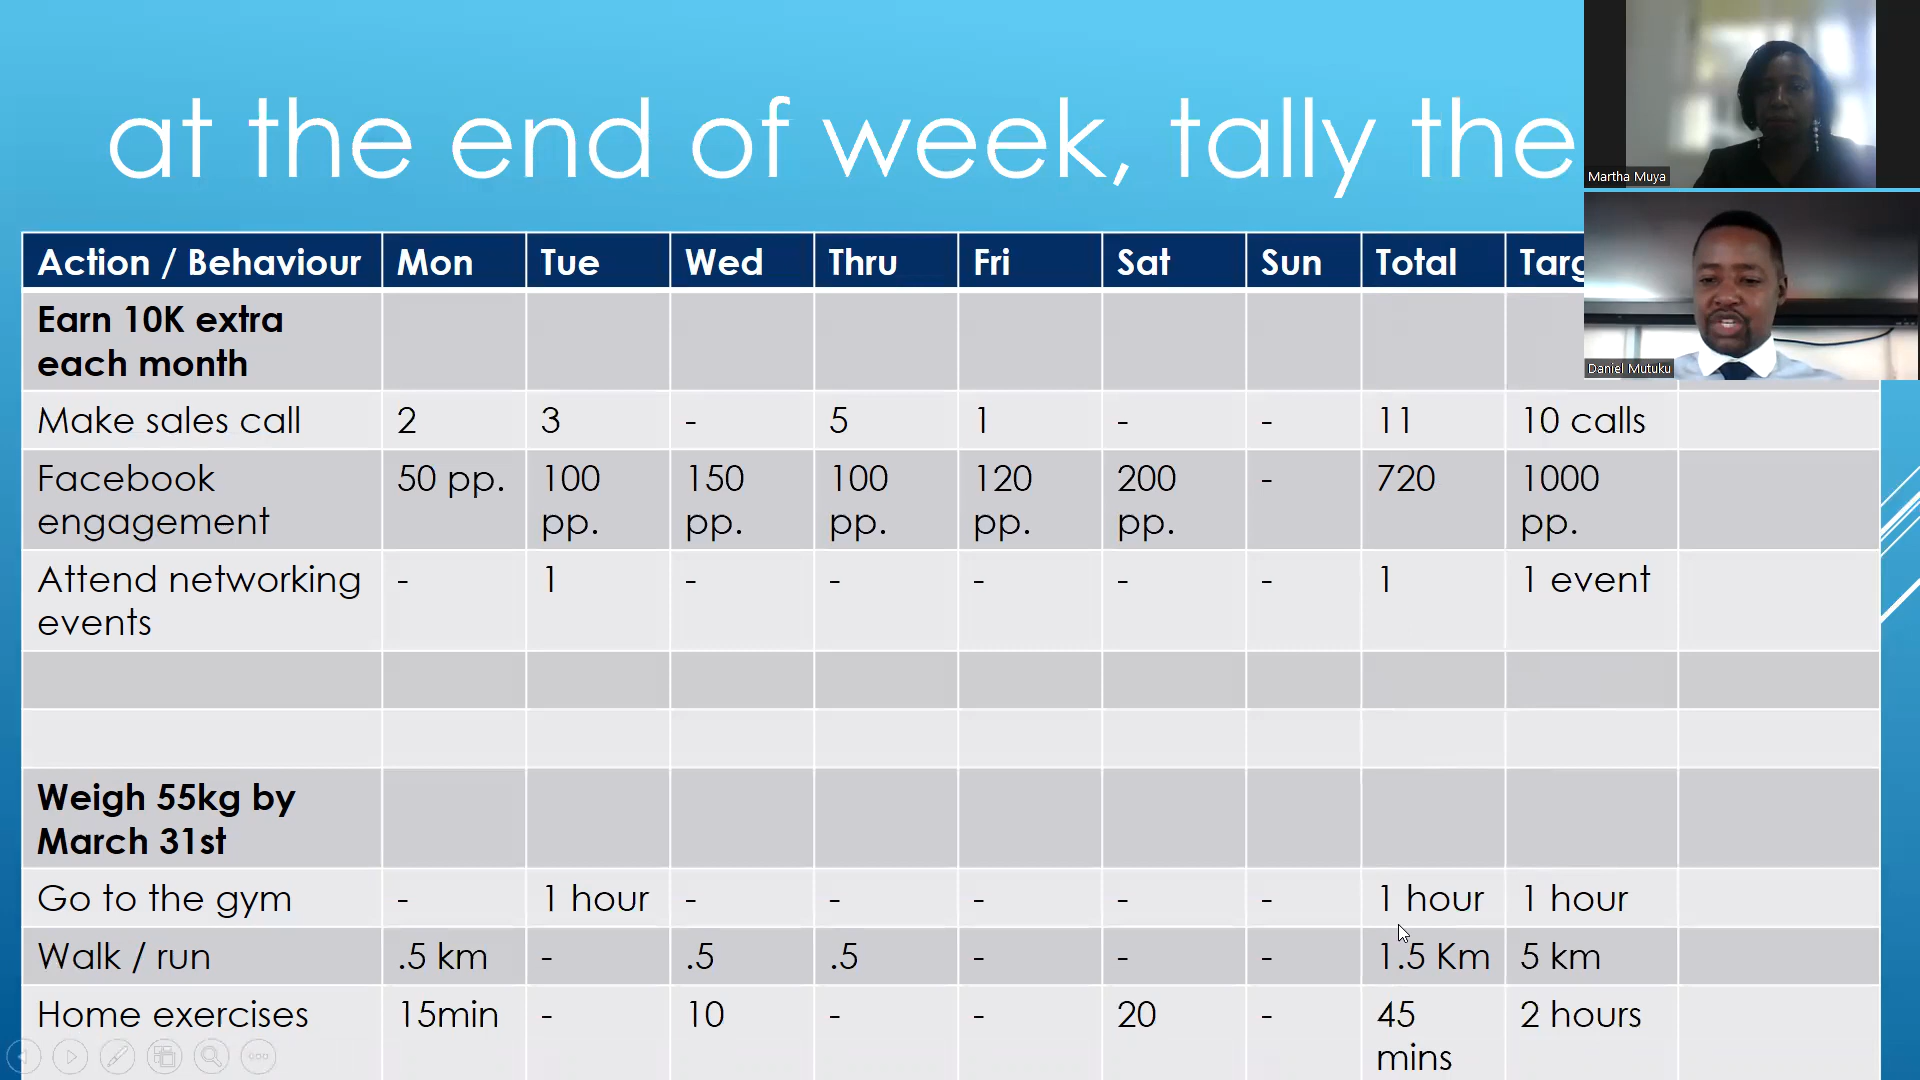 at the end of week, tally the
Martha Muya
Daniel Mutuku
Action / Behaviour Mon Tue Wed Thru Fri Sat Sun Total Targ
Earn 10K extra
each month
Make sales call 2 3 - 5 1 - - 11 10 calls
Facebook 50 pp. 100 150 100 120 200 - 720 1000
engagement pp. pp. pp. pp. pp. pp.
Attend networking - 1 - - - - - 1 1 event
events
Weigh 55kg by
March 31st
Go to the gym - 1 hour - - - - - 1 hour 1 hour
Walk / run .5 km - .5 .5 - - - 1.5 Km 5 km
Home exercises 15min - 10 - - 20 - 45 2 hours
mins